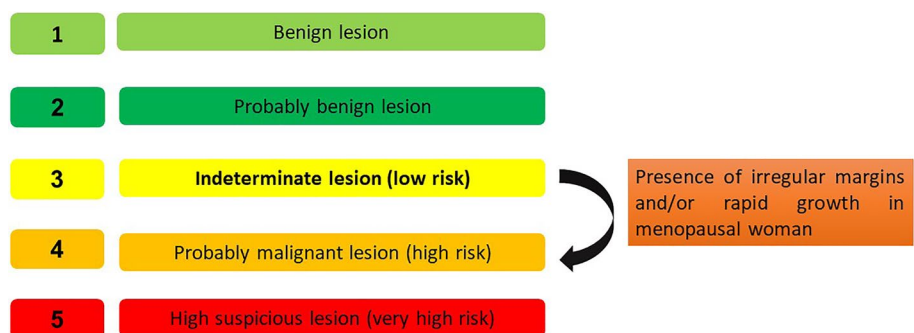 1 Benign lesion
2 Probably benign lesion
3 Indeterminate lesion (low risk)
Presence of irregular margins
and/or rapid growth in
menopausal woman
4 Probably malignant lesion (high risk)
5 High suspicious lesion (very high risk)